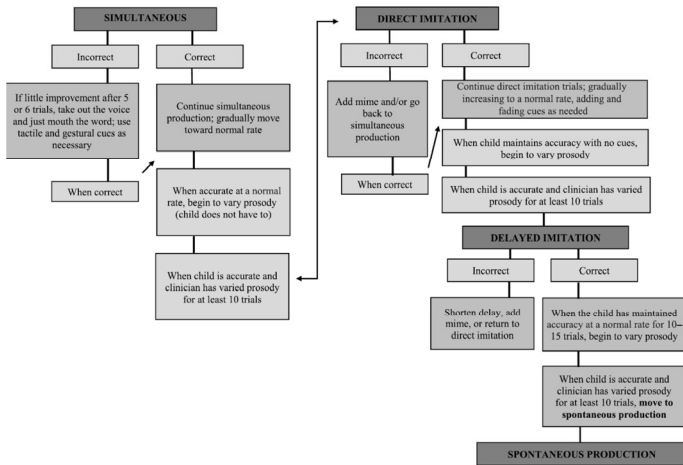 SIMULTANEOUS
Incorrect
Correct
If little improvement after 5
or 6 trials, take out the voice
and just mouth the word; use
tactile and gestural cues as
necessary
When correct
Continue simultaneous
production; gradually move
toward normal rate
When accurate at a normal
rate, begin to vary prosody
(child does not have to)
When child is accurate and
clinician has varied prosody
for at least 10 trials
DIRECT IMITATION
Incorrect
Correct
Add mime and/or go
back to
simultaneous
production
When correct
Continue direct imitation trials; gradually
increasing to a normal rate, adding and
fading cues as needed
When child maintains accuracy with no cues,
begin to vary prosody
When child is accurate and clinician has varied
prosody for at least 10 trials
DELAYED IMITATION
Incorrect
Correct
Shorten delay, add
mime, or return to
direct imitation
When the child has maintained
accuracy at a normal rate for 10–
15 trials, begin to vary prosody
When child is accurate and
clinician has varied prosody
for at least 10 trials, move to
spontaneous production
SPONTANEOUS PRODUCTION